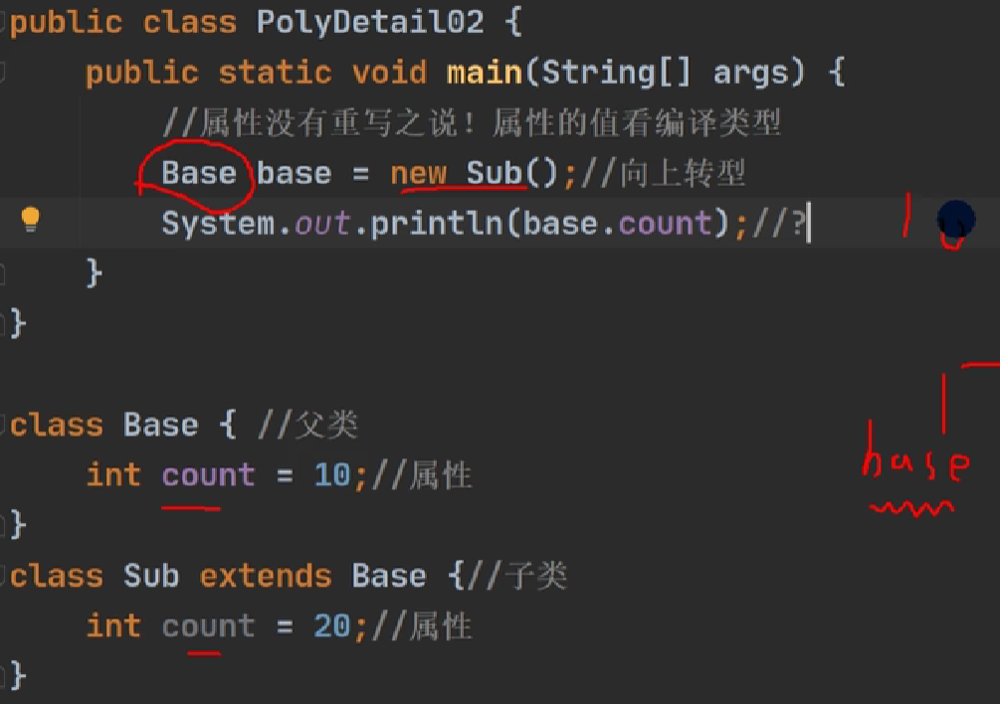 public class PolyDetail02 {
public static void main(String[] args) {
//属性没有重写之说！属性的值看编译类型
Base base = new Sub();//向上转型
System.out.println(base.count);//?
}
}
class Base { //父类
base
int count = 10;//属性
}
class Sub extends Base {//子类
int count = 20;//属性
}